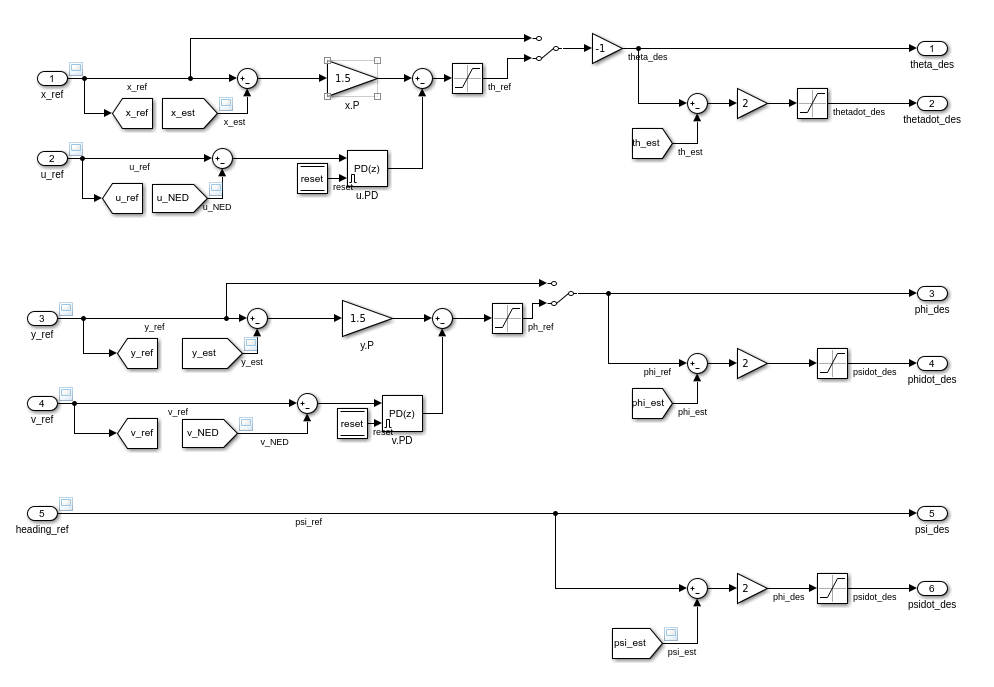 1
x_ref
x_ref
x_ref
x_est
x_est
+
-
1.5
x.P
+
-
th_ref
-1
theta_des
1
theta_des
+
-
2
thetadot_des
2
thetadot_des
th_est
th_est
2
u_ref
u_ref
u_ref
u_NED
u_NED
+
-
reset
reset
PD(z)
u.PD
3
y_ref
y_ref
y_ref
y_est
y_est
+
-
1.5
y.P
+
-
ph_ref
3
phi_des
phi_ref
+
-
2
psidot_des
4
phidot_des
phi_est
phi_est
4
v_ref
v_ref
v_ref
v_NED
v_NED
+
-
reset
reset
PD(z)
v.PD
5
heading_ref
psi_ref
5
psi_des
+
-
2
phi_des
psidot_des
6
psidot_des
psi_est
psi_est